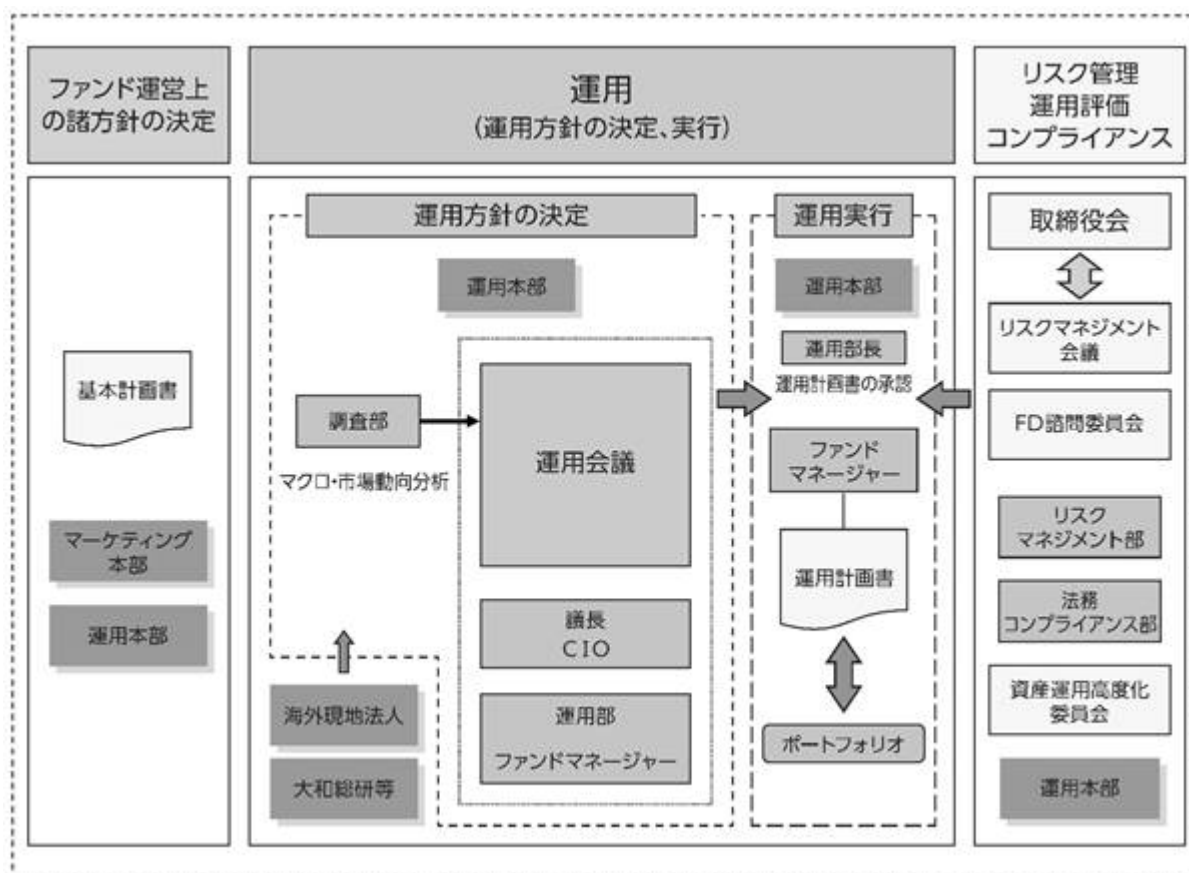 ファンド運営上
の諸方針の決定
基本計画書
マーケティング
本部
運用本部
運用
(運用方針の決定、実行)
運用方針の決定
運用本部
調査部
マクロ・市場動向分析
運用会議
議長
CIO
運用部
ファンドマネージャー
海外現地法人
大和総研等
運用実行
運用本部
運用部長
運用計画書の承認
ファンド
マネージャー
運用計画書
ポートフォリオ
リスク管理
運用評価
コンプライアンス
取締役会
リスクマネジメント
会議
FD諮問委員会
リスク
マネジメント部
法務
コンプライアンス部
資産運用高度化
委員会
運用本部